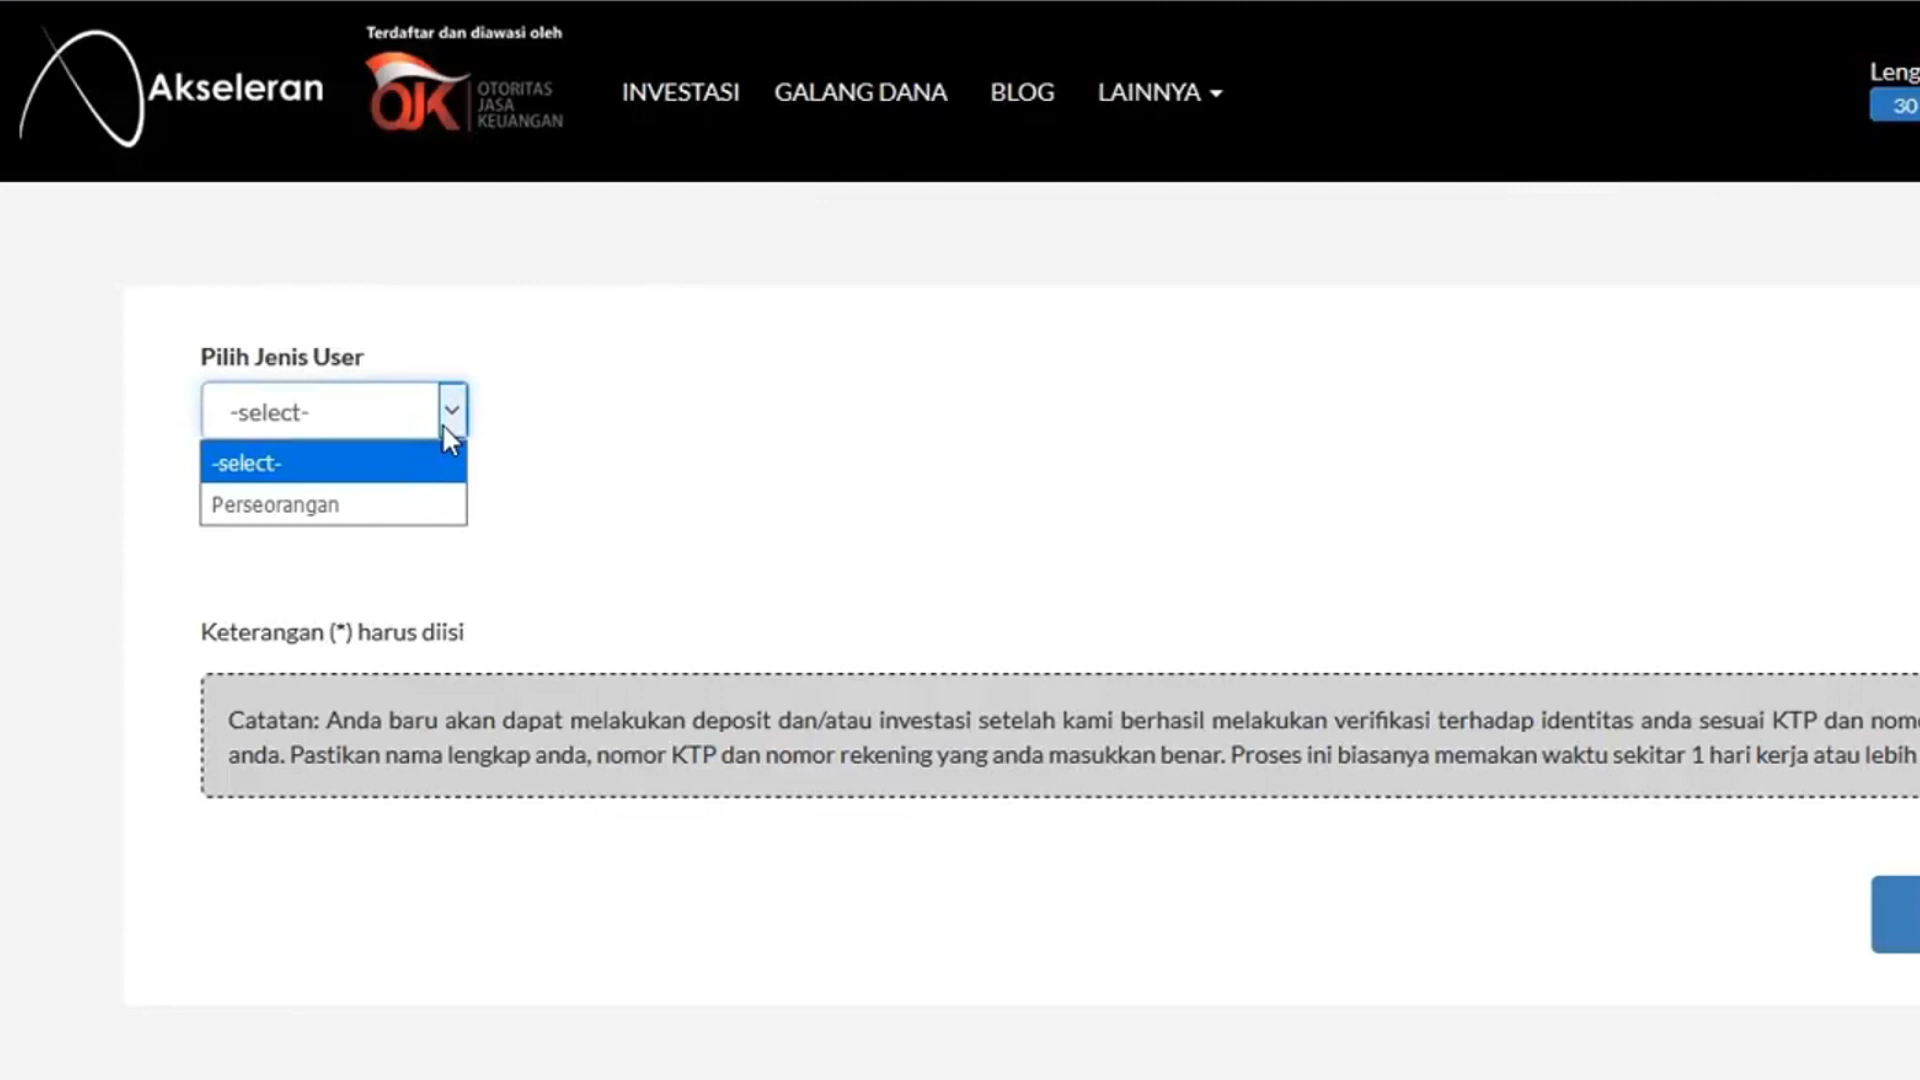 Akseleran
Terdaftar dan diawasi oleh
OJK
OTORITAS
JASA
KEUANGAN
INVESTASI GALANG DANA BLOG LAINNYA
Leng
30
Pilih Jenis User
-select-
-select-
Perseorangan
Keterangan (*) harus diisi
Catatan: Anda baru akan dapat melakukan deposit dan/atau investasi setelah kami berhasil melakukan verifikasi terhadap identitas anda sesuai KTP dan nomo
anda. Pastikan nama lengkap anda, nomor KTP dan nomor rekening yang anda masukkan benar. Proses ini biasanya memakan waktu sekitar 1 hari kerja atau lebih